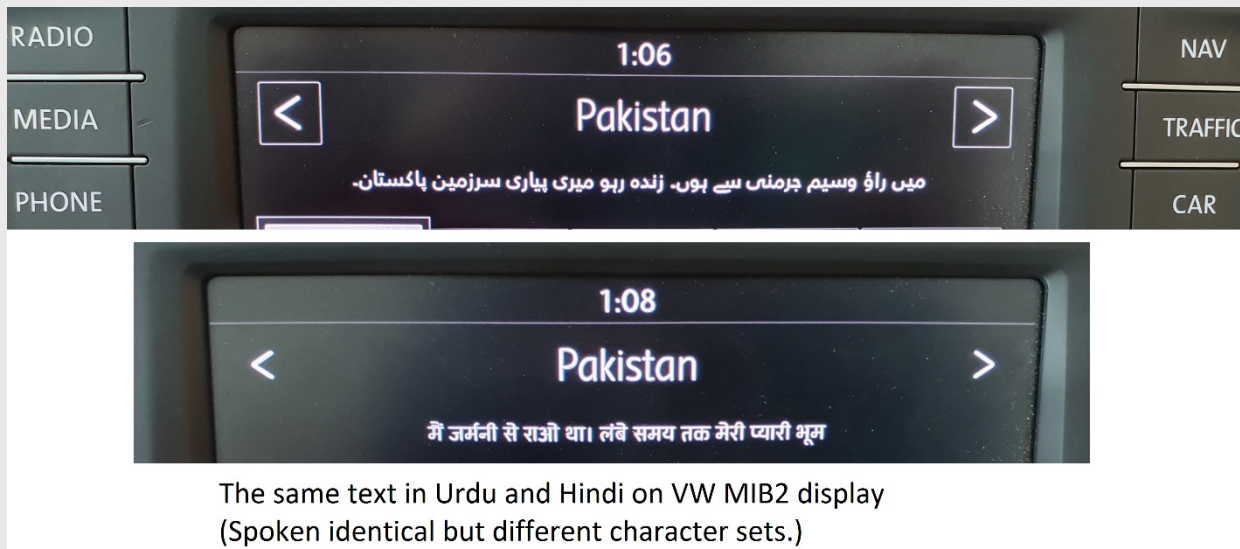 RADIO
MEDIA
PHONE
1:06
< Pakistan >
میں راؤ وسیم جرمنی سے ہوں۔ زندہ رہو میری پیاری سرزمین پاکستان۔
NAV
TRAFFIC
CAR
1:08
< Pakistan >
मैं जर्मनी से राओ था। लंबे समय तक मेरी प्यारी भूम
The same text in Urdu and Hindi on VW MIB2 display
(Spoken identical but different character sets.)